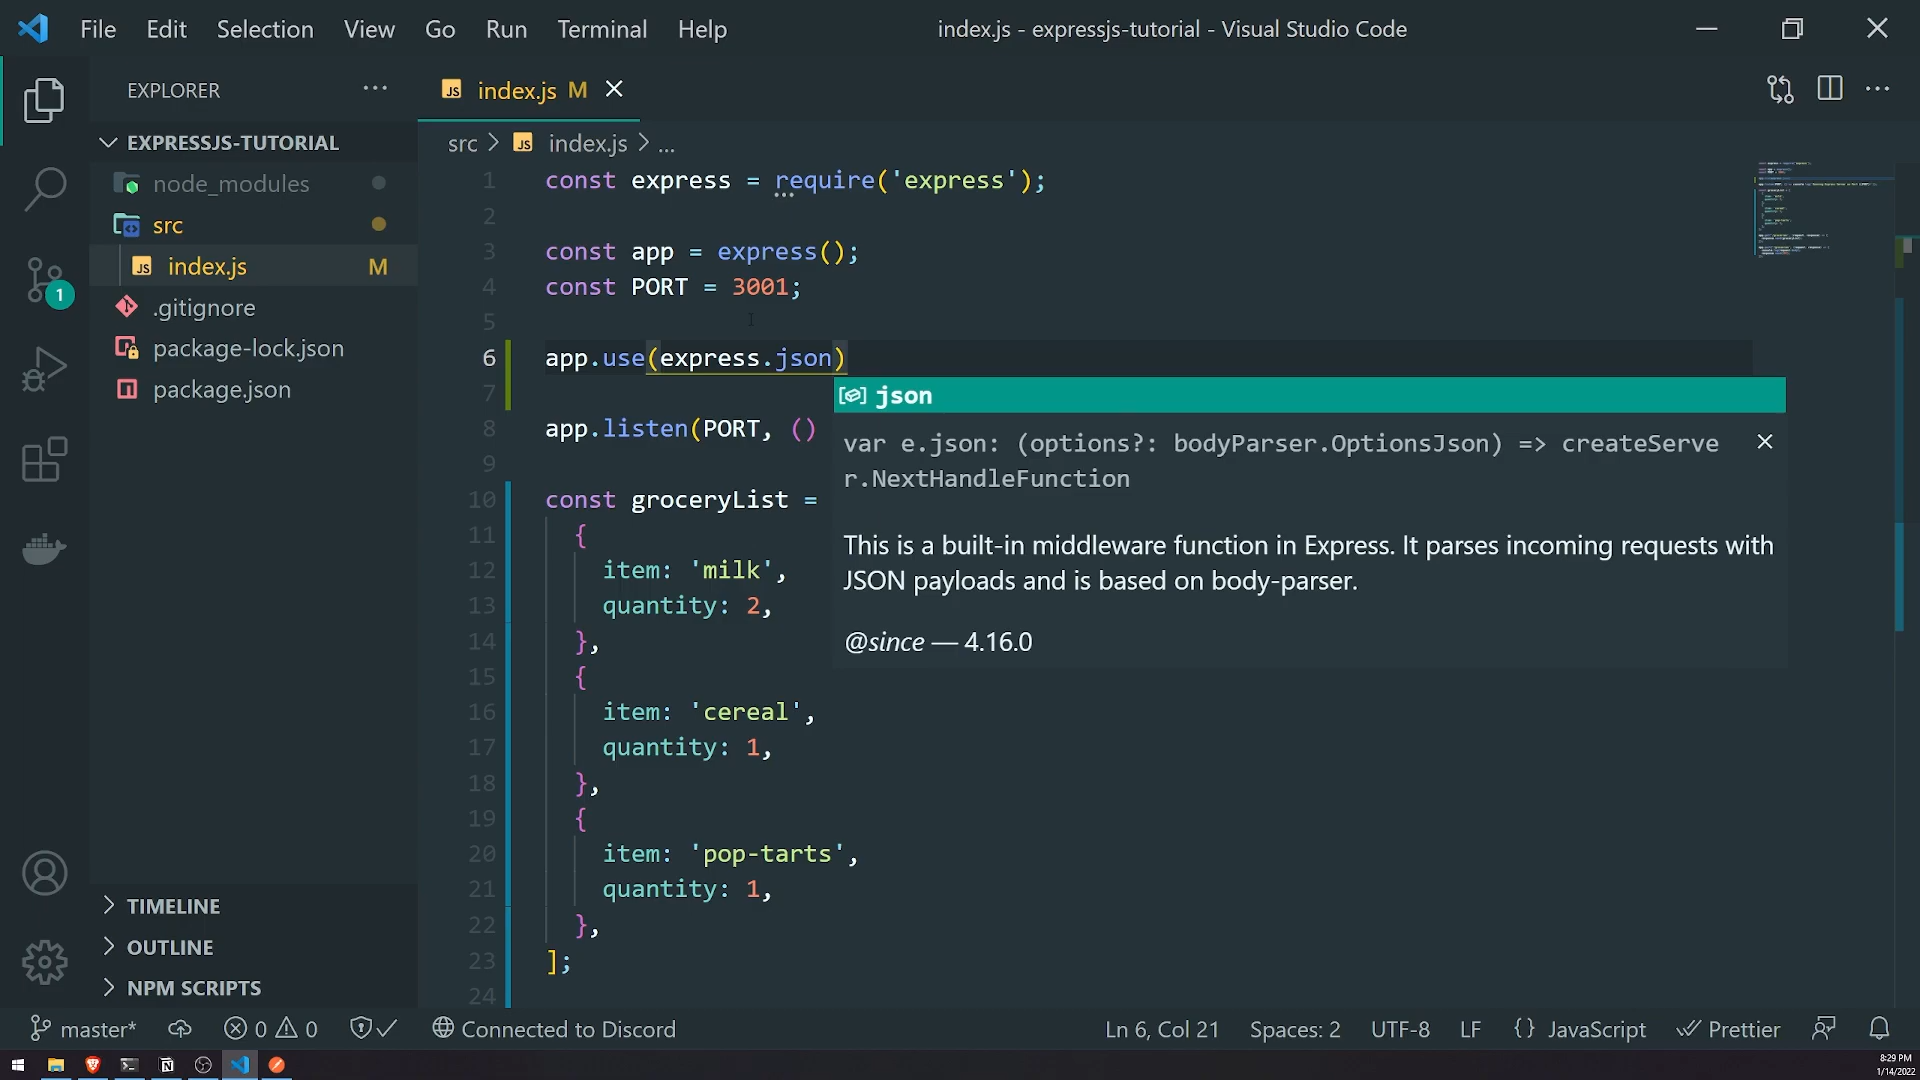 File Edit Selection View Go Run Terminal Help
index.js - expressjs-tutorial - Visual Studio Code
EXPLORER
EXPRESSJS-TUTORIAL
node_modules
src
index.js M
.gitignore
package-lock.json
package.json
TIMELINE
OUTLINE
NPM SCRIPTS
1
index.js M
src > index.js > ...
1 const express = require('express');
2
3 const app = express();
4 const PORT = 3001;
5
6 app.use(express.json)
7
8 app.listen(PORT, ()
9
10 const groceryList =
11 {
12 item: 'milk',
13 quantity: 2,
14 },
15 {
16 item: 'cereal',
17 quantity: 1,
18 },
19 {
20 item: 'pop-tarts',
21 quantity: 1,
22 },
23 ];
24
json
var e.json: (options?: bodyParser.OptionsJson) => createServe
r.NextHandleFunction
This is a built-in middleware function in Express. It parses incoming requests with
JSON payloads and is based on body-parser.
@since — 4.16.0
master* 0 0 Connected to Discord Ln 6, Col 21 Spaces: 2 UTF-8 LF {} JavaScript Prettier
8:29 PM
1/14/2022